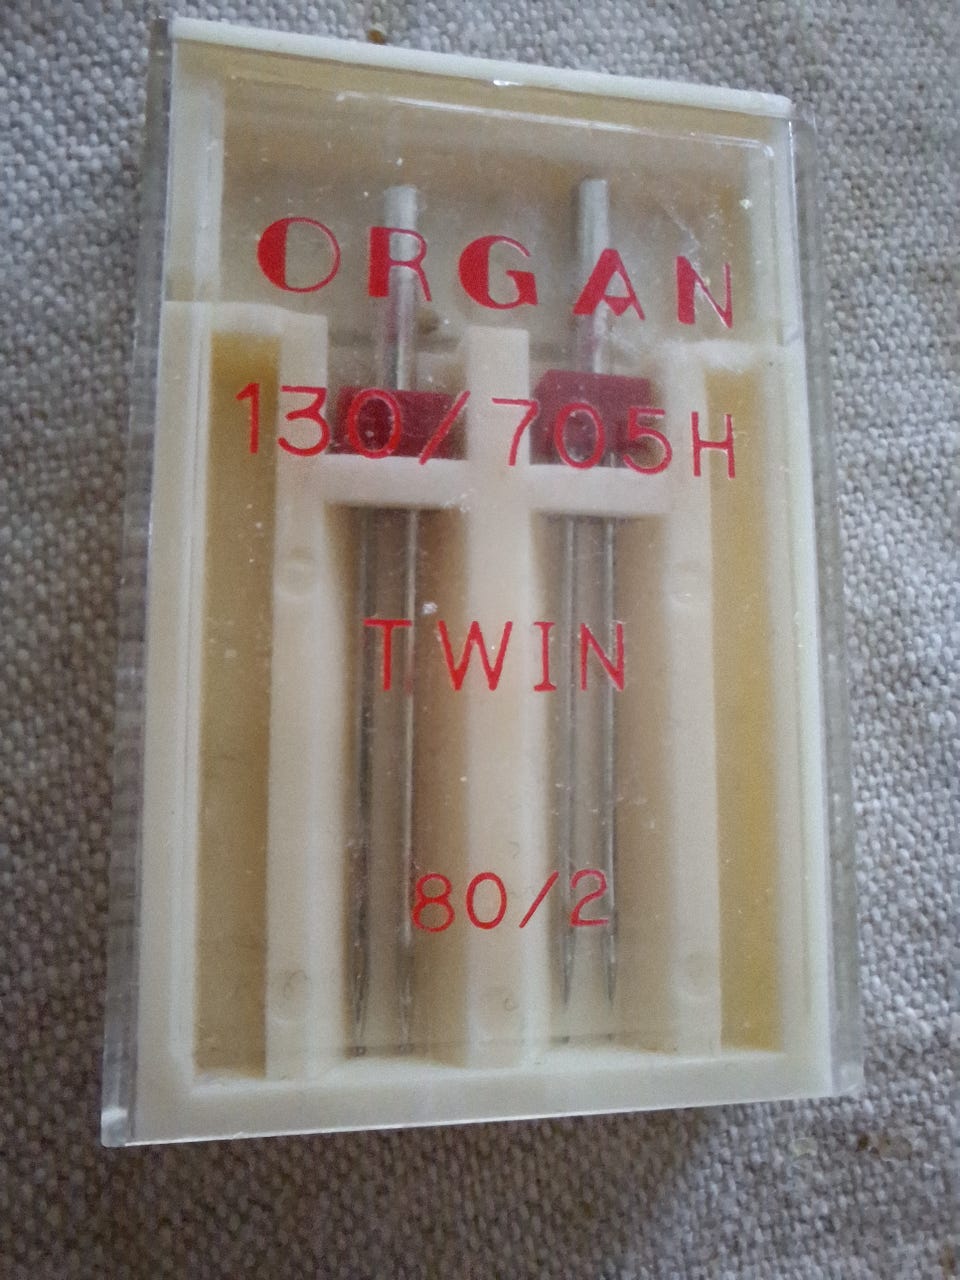 ORGAN
130/705H
TWIN
80/2